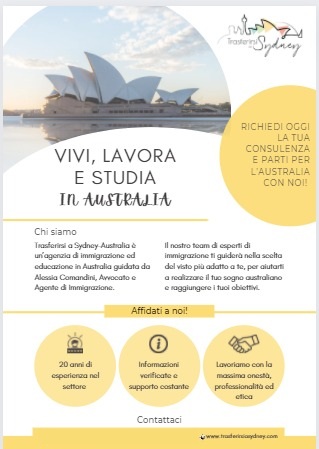 Trasferirsi
a Sydney
RICHIEDI OGGI
LA TUA
CONSULENZA
E PARTI PER
L'AUSTRALIA
CON NOI!
VIVI, LAVORA
E STUDIA
IN AUSTRALIA
Chi siamo
Trasferirsi a Sydney-Australia è
un'agenzia di immigrazione ed
educazione in Australia guidata da
Alessia Comandini, Avvocato e
Agente di Immigrazione.
Il nostro team di esperti di
immigrazione ti guiderà nella scelta
del visto più adatto a te, per aiutarti
a realizzare il tuo sogno australiano
e raggiungere i tuoi obiettivi.
Affidati a noi!
20 anni di
esperienza nel
settore
Informazioni
verificate e
supporto costante
Lavoriamo con la
massima onestà,
professionalità ed
etica
Contattaci
www.trasferirsiasydney.com